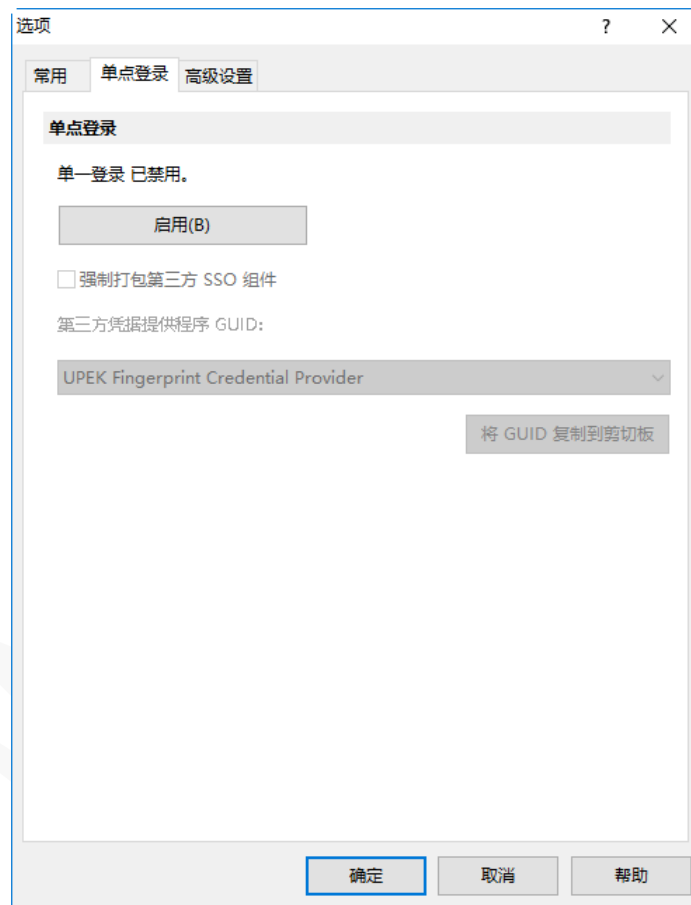 选项
?
常用 单点登录 高级设置
单点登录
单一登录 已禁用。
启用(B)
强制打包第三方 SSO 组件
第三方凭据提供程序 GUID:
UPEK Fingerprint Credential Provider
将 GUID 复制到剪切板
确定 取消 帮助